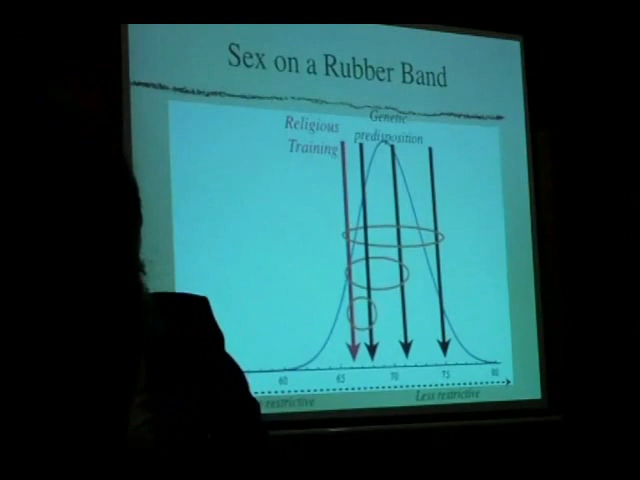 Sex on a Rubber Band
Religious
Training
Genetic
predisposition
60 65 70 75 80
restrictive
Less restrictive